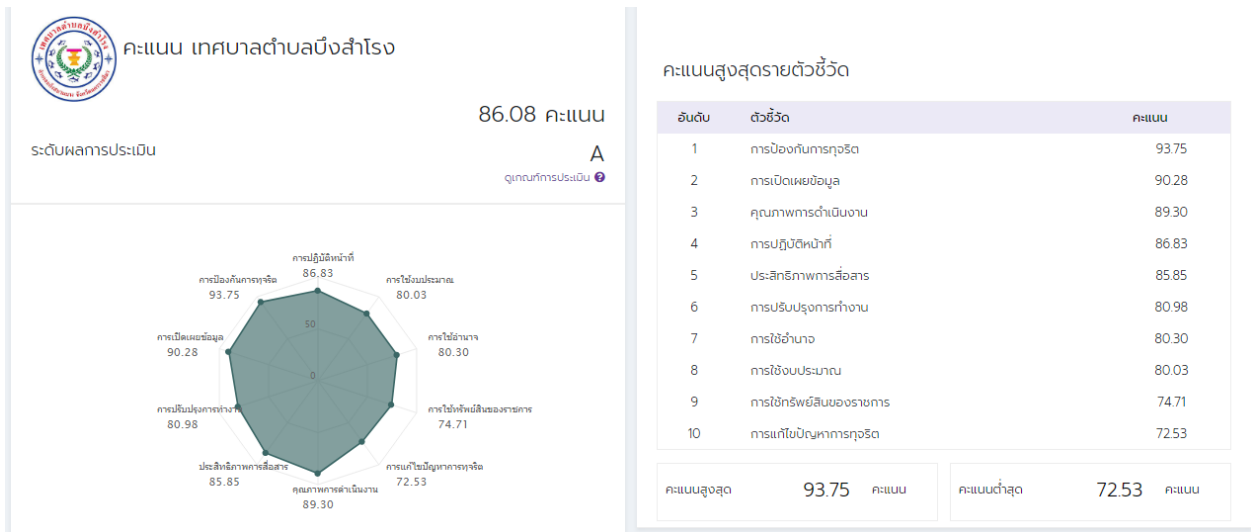 คะแนน เทศบาลตำบลบึงสำโรง
86.08 คะแนน
ระดับผลการประเมิน
A
ดูเกณฑ์การประเมิน
การปฏิบัติหน้าที่
86.83
การป้องกันการทุจริต
93.75
การใช้งบประมาณ
80.03
50
การเปิดเผยข้อมูล
90.28
การใช้อำนาจ
80.30
0
การปรับปรุงการทำงาน
80.98
การใช้ทรัพย์สินของราชการ
74.71
ประสิทธิภาพการสื่อสาร
85.85
การแก้ไขปัญหาการทุจริต
72.53
คุณภาพการดำเนินงาน
89.30
คะแนนสูงสุดรายตัวชี้วัด
อันดับ ตัวชี้วัด คะแนน
1 การป้องกันการทุจริต 93.75
2 การเปิดเผยข้อมูล 90.28
3 คุณภาพการดำเนินงาน 89.30
4 การปฏิบัติหน้าที่ 86.83
5 ประสิทธิภาพการสื่อสาร 85.85
6 การปรับปรุงการทำงาน 80.98
7 การใช้อำนาจ 80.30
8 การใช้งบประมาณ 80.03
9 การใช้ทรัพย์สินของราชการ 74.71
10 การแก้ไขปัญหาการทุจริต 72.53
คะแนนสูงสุด 93.75 คะแนน
คะแนนต่ำสุด 72.53 คะแนน